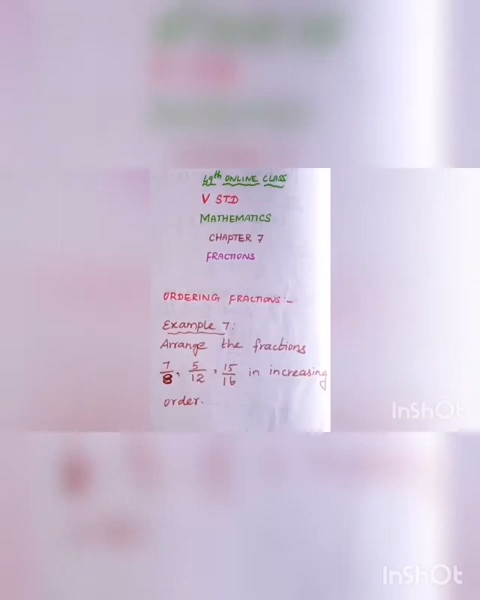 49th ONLINE CLASS
V STD
MATHEMATICS
CHAPTER 7
FRACTIONS
ORDERING FRACTIONS:-
Example 7:
Arrange the fractions
7/8, 5/12, 15/16 in increasing
order.
InShOt
InShOt